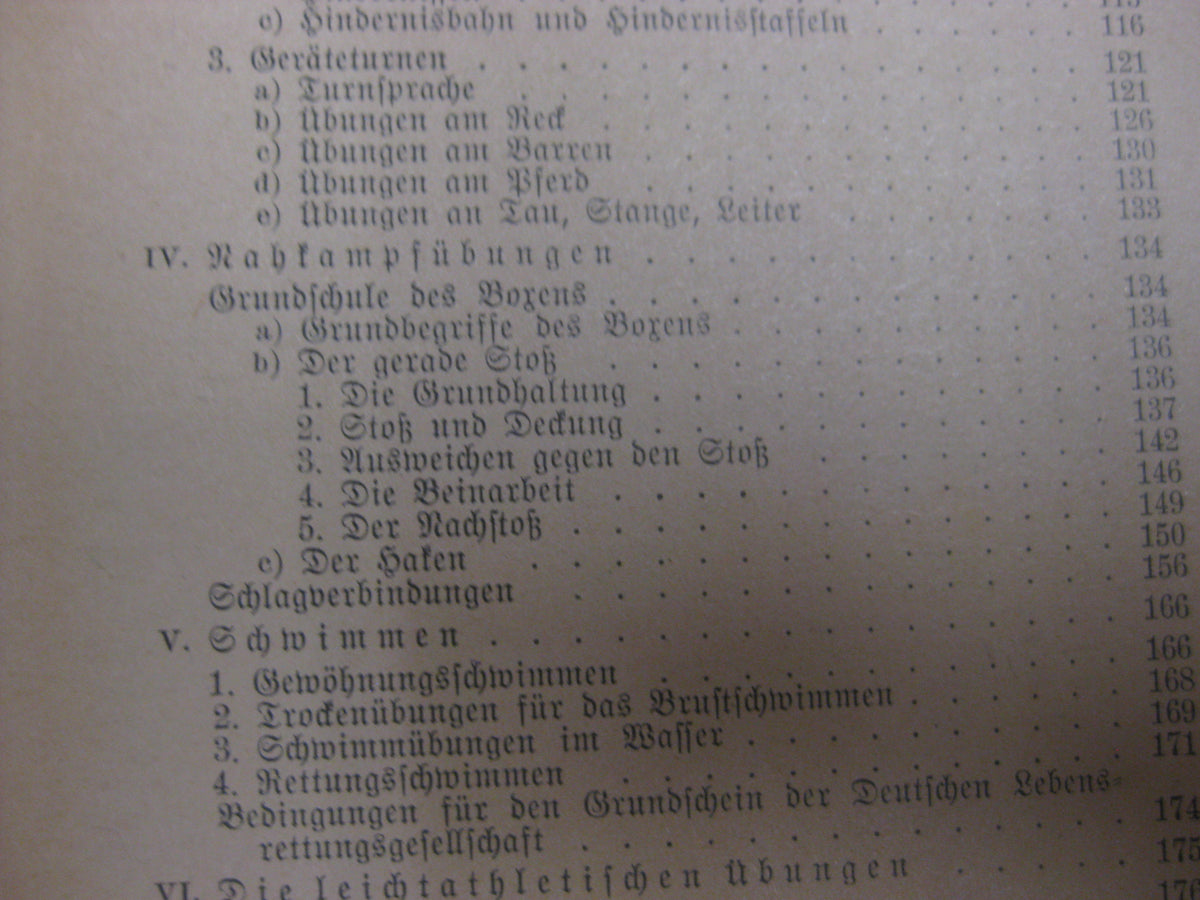 c) Hindernisbahn und Hindernisstaffeln . . . . . . 116
3. Geräteturnen . . . . . . . . . . . . . . . 121
a) Turnsprache . . . . . . . . . . . . . . 121
b) Übungen am Reck . . . . . . . . . . . . 126
c) Übungen am Barren . . . . . . . . . . . 130
d) Übungen am Pferd . . . . . . . . . . . 131
e) Übungen an Tau, Stange, Leiter . . . . . . 133
IV. Nahkampfübungen . . . . . . . . . . . 134
Grundschule des Boxens . . . . . . . . . . . . 134
a) Grundbegriffe des Boxens . . . . . . . . . 134
b) Der gerade Stoß . . . . . . . . . . . . 136
1. Die Grundhaltung . . . . . . . . . . . 136
2. Stoß und Deckung . . . . . . . . . . . 137
3. Ausweichen gegen den Stoß . . . . . . . 142
4. Die Beinarbeit . . . . . . . . . . . . 146
5. Der Nachstoß . . . . . . . . . . . . . 149
c) Der Haken . . . . . . . . . . . . . . 150
Schlagverbindungen . . . . . . . . . . . . . 156
V. Schwimmen . . . . . . . . . . . . . . . 166
1. Gewöhnungsschwimmen . . . . . . . . . . . 166
2. Trockenübungen für das Brustschwimmen . . . . . 168
3. Schwimmübungen im Wasser . . . . . . . . . 169
4. Rettungsschwimmen . . . . . . . . . . . . 171
Bedingungen für den Grundschein der Deutschen Lebens-
rettungsgesellschaft . . . . . . . . . . . . . 174
VI. Die leichtathletischen Übungen . . . . . 175
176